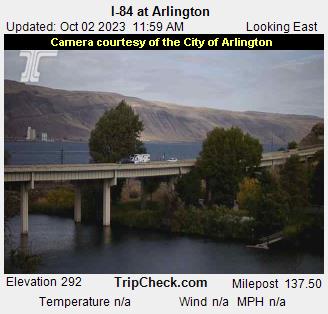 I-84 at Arlington
Updated: Oct 02 2023 11:59 AM Looking East
Camera courtesy of the City of Arlington
Elevation 292 TripCheck.com Milepost 137.50
Temperature n/a Wind n/a MPH n/a